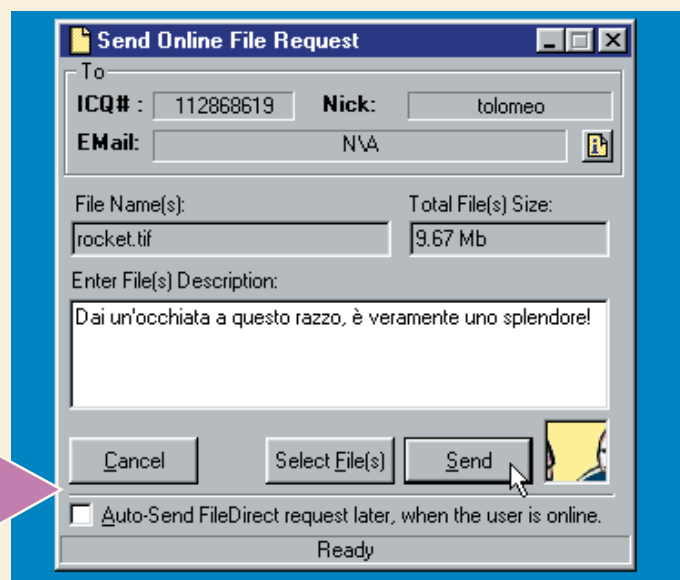 Send Online File Request
To
ICQ# : 112868619 Nick: tolomeo
EMail: N\A
File Name(s): Total File(s) Size:
rocket.tif 9.67 Mb
Enter File(s) Description:
Dai un'occhiata a questo razzo, è veramente uno splendore!
Cancel Select File(s) Send
Auto-Send FileDirect request later, when the user is online.
Ready